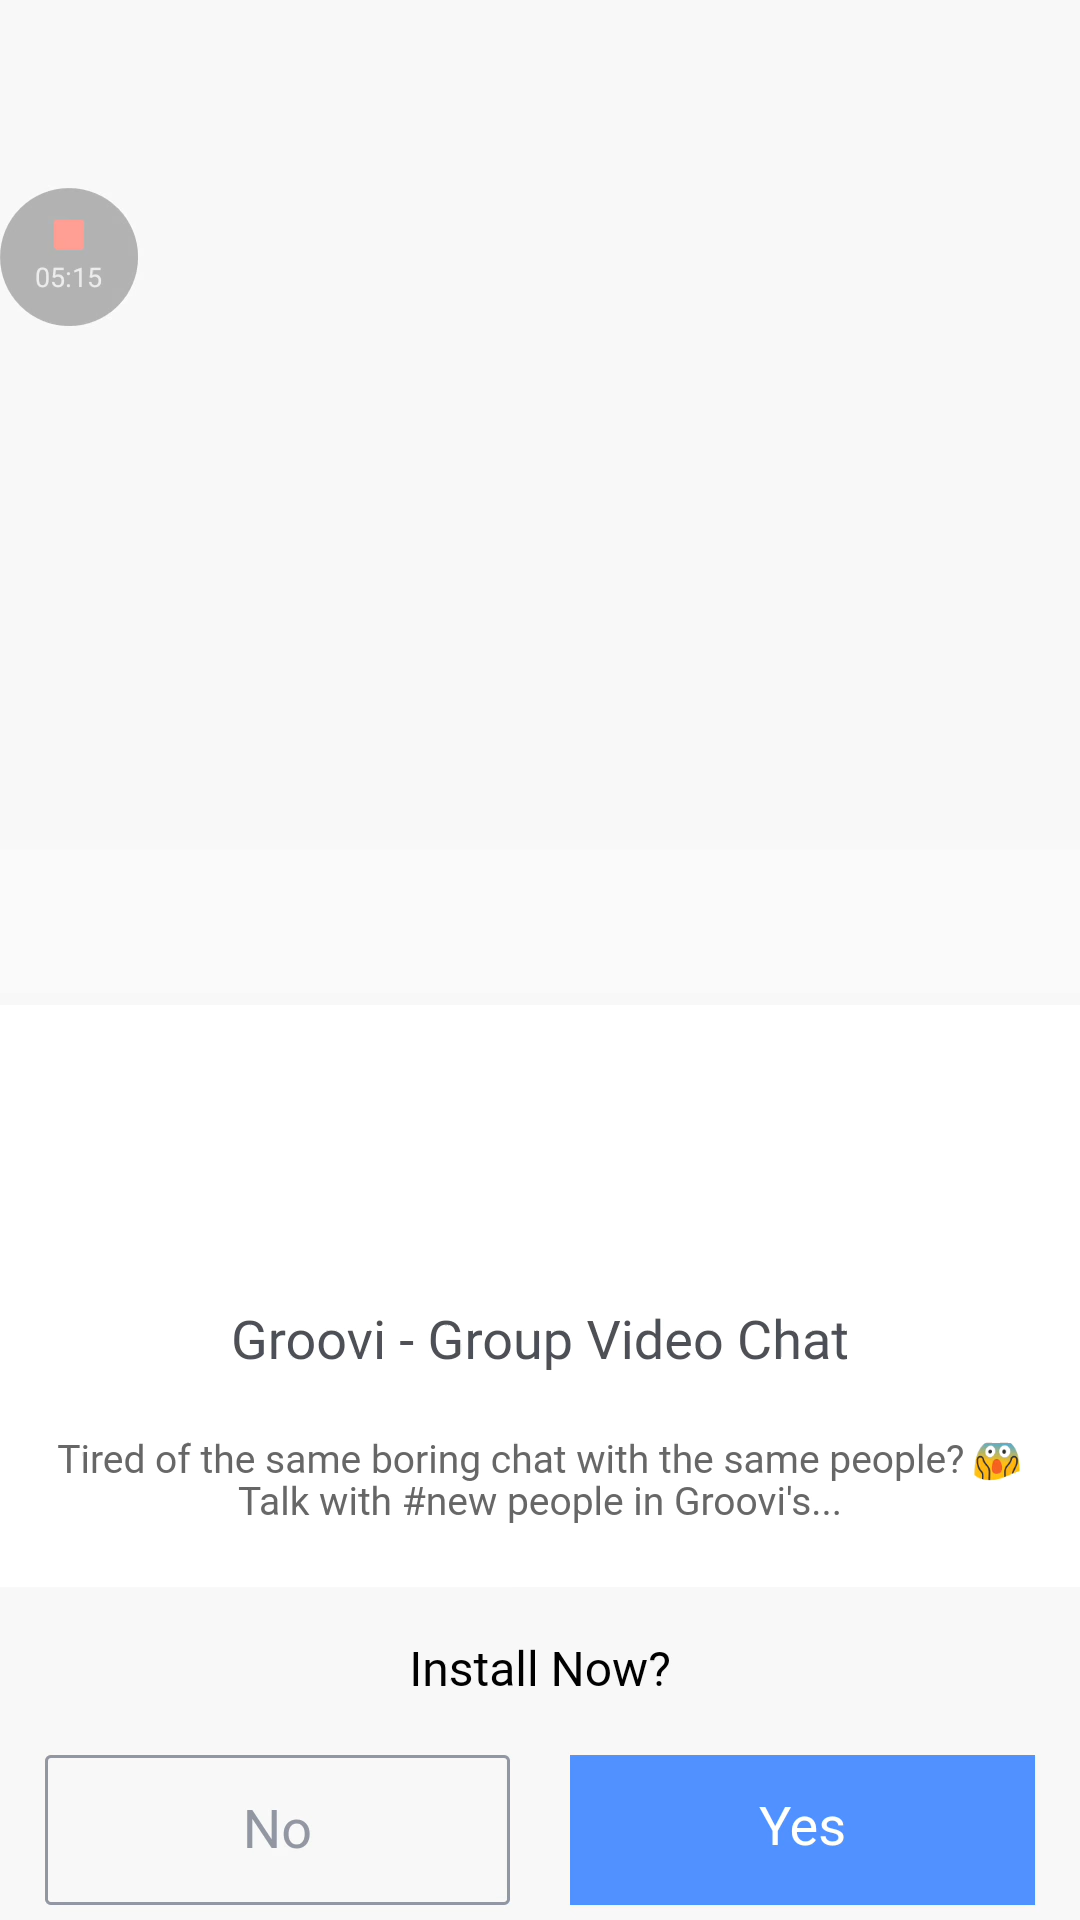 05:15
Groovi - Group Video Chat
Tired of the same boring chat with the same people? 😱
Talk with #new people in Groovi's...
Install Now?
No
Yes